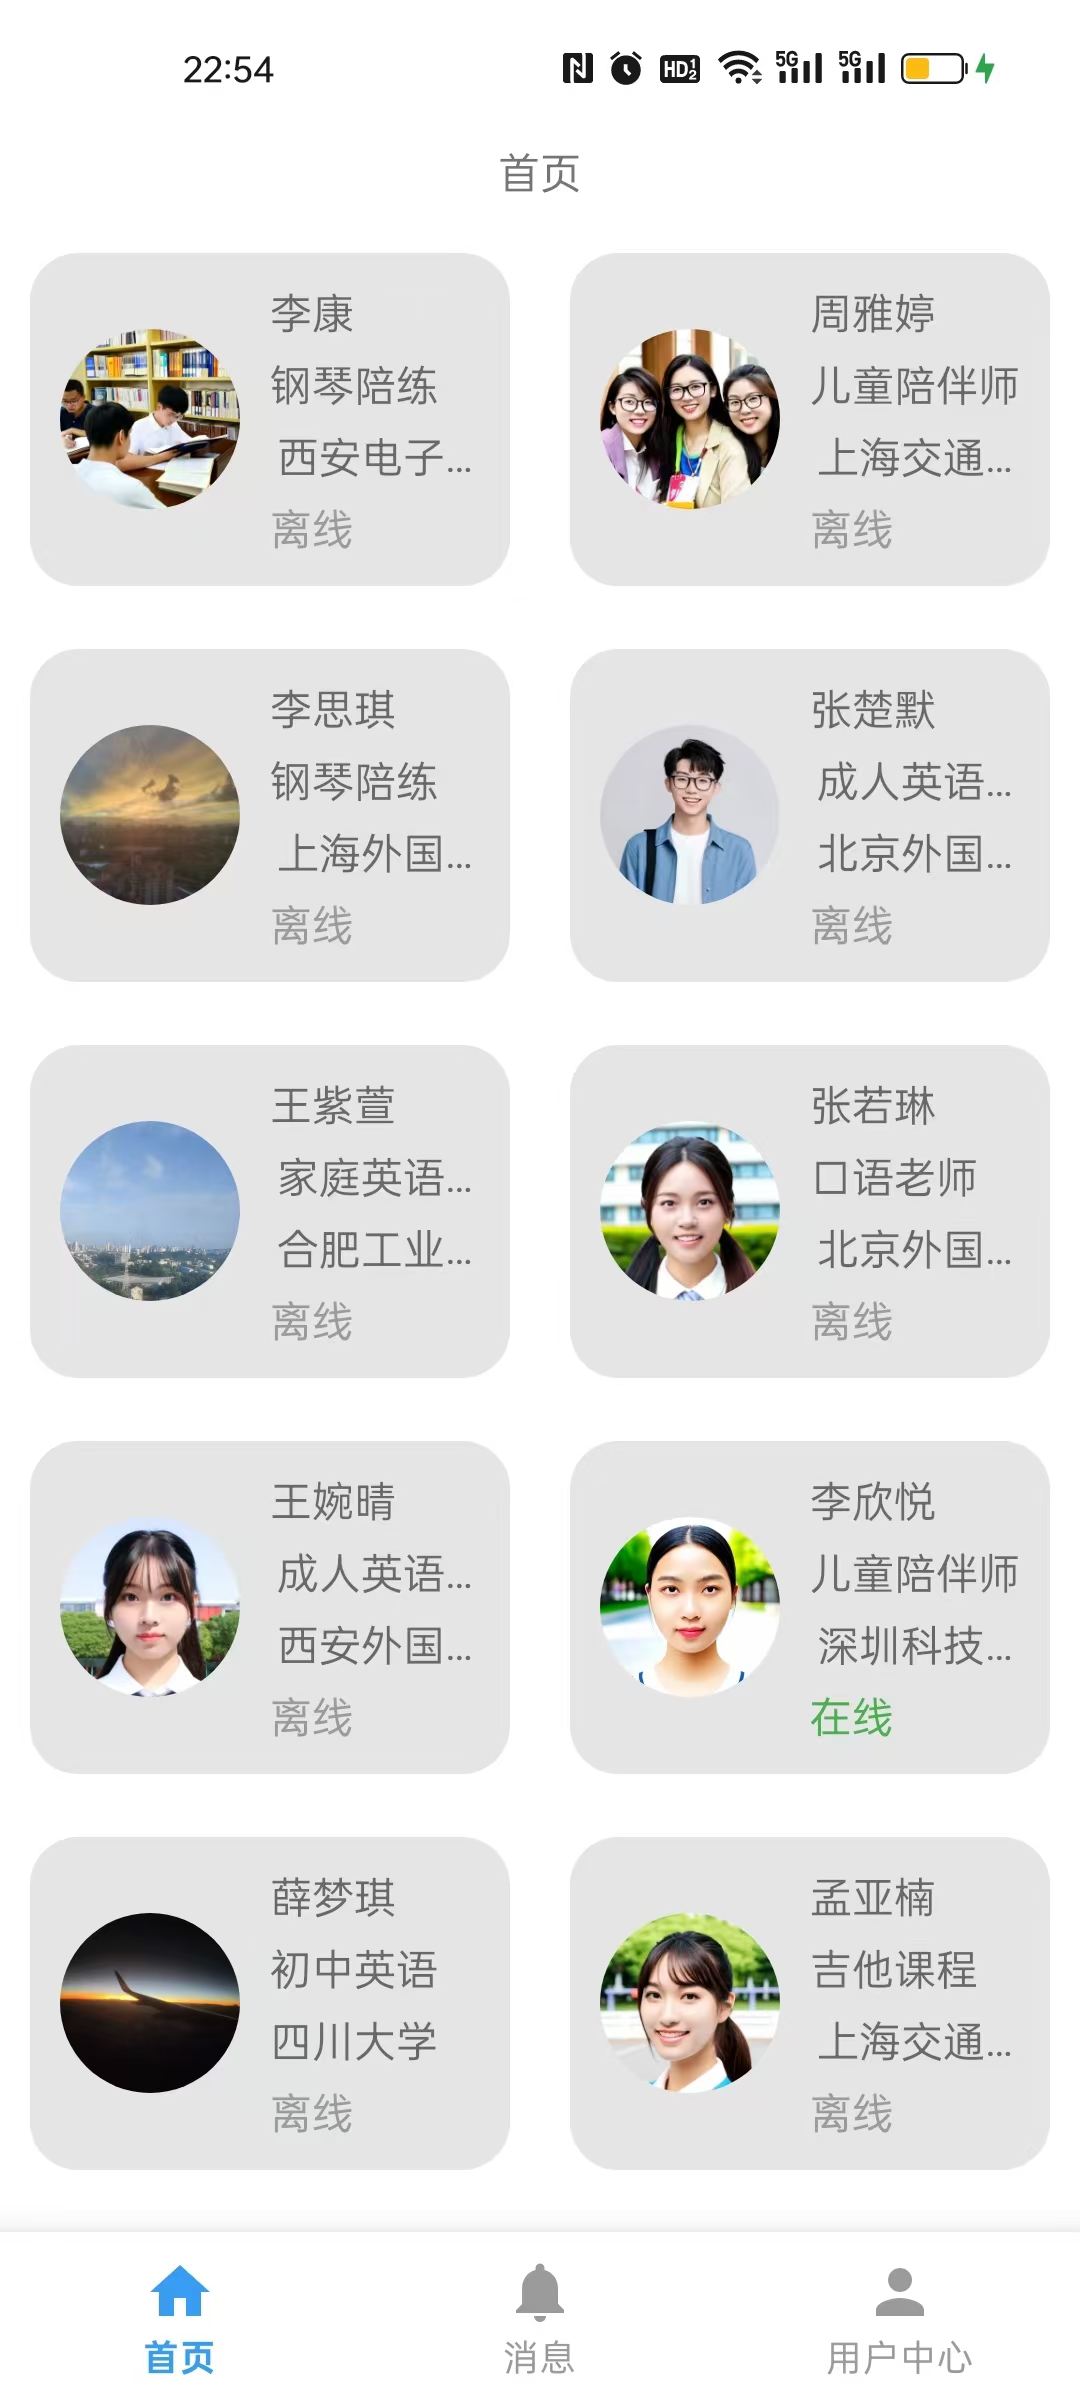 22:54
HD 1 2
5G
5G
首页
李康
钢琴陪练
西安电子...
离线
周雅婷
儿童陪伴师
上海交通...
离线
李思琪
钢琴陪练
上海外国...
离线
张楚默
成人英语...
北京外国...
离线
王紫萱
家庭英语...
合肥工业...
离线
张若琳
口语老师
北京外国...
离线
王婉晴
成人英语...
西安外国...
离线
李欣悦
儿童陪伴师
深圳科技...
在线
薛梦琪
初中英语
四川大学
离线
孟亚楠
吉他课程
上海交通...
离线
首页
消息
用户中心